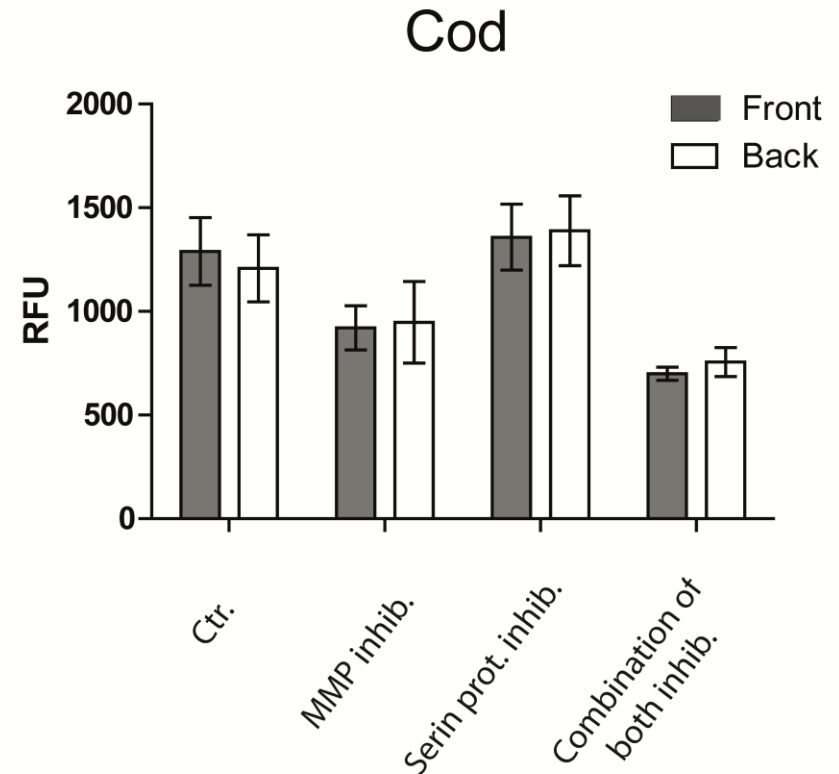 Cod
Front
Back
2000
1500
1000
500
0
RFU
Ctr.
MMP inhib.
Serin prot. inhib.
Combination of
both inhib.